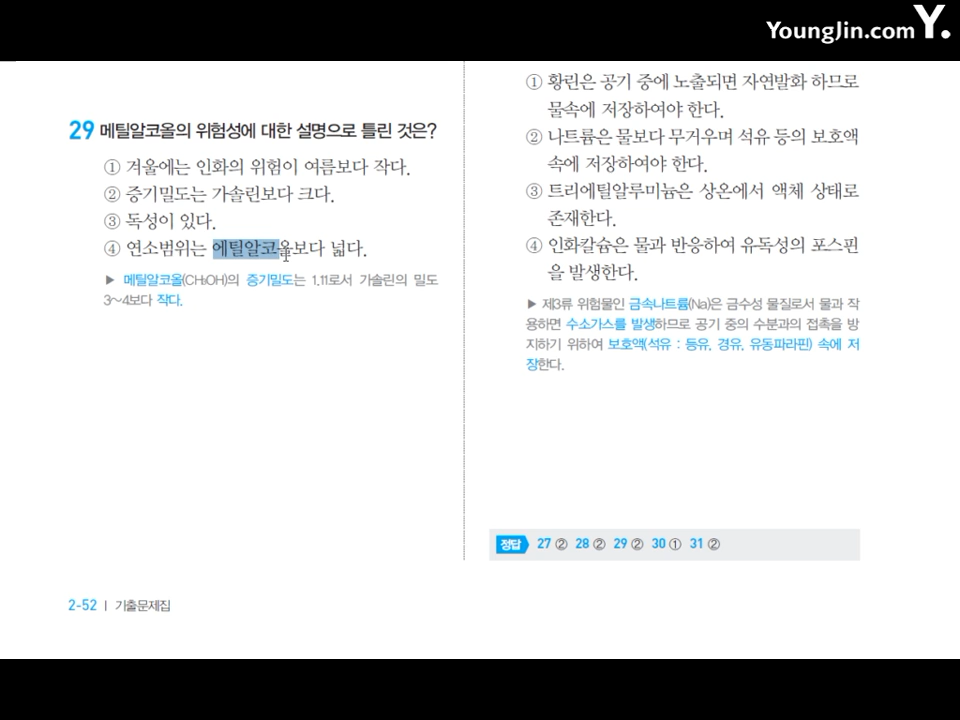 YoungJin.com Y.
29 메틸알코올의 위험성에 대한 설명으로 틀린 것은?
① 겨울에는 인화의 위험이 여름보다 작다.
② 증기밀도는 가솔린보다 크다.
③ 독성이 있다.
④ 연소범위는 에틸알코올보다 넓다.
▶ 메틸알코올(CH₃OH)의 증기밀도는 1.11로서 가솔린의 밀도
3~4보다 작다.
① 황린은 공기 중에 노출되면 자연발화 하므로
물속에 저장하여야 한다.
② 나트륨은 물보다 무거우며 석유 등의 보호액
속에 저장하여야 한다.
③ 트리에틸알루미늄은 상온에서 액체 상태로
존재한다.
④ 인화칼슘은 물과 반응하여 유독성의 포스핀
을 발생한다.
▶ 제3류 위험물인 금속나트륨(Na)은 금수성 물질로서 물과 작
용하면 수소가스를 발생하므로 공기 중의 수분과의 접촉을 방
지하기 위하여 보호액(석유 : 등유, 경유, 유동파라핀) 속에 저
장한다.
정답 27 ② 28 ② 29 ② 30 ① 31 ②
2-52 | 기출문제집